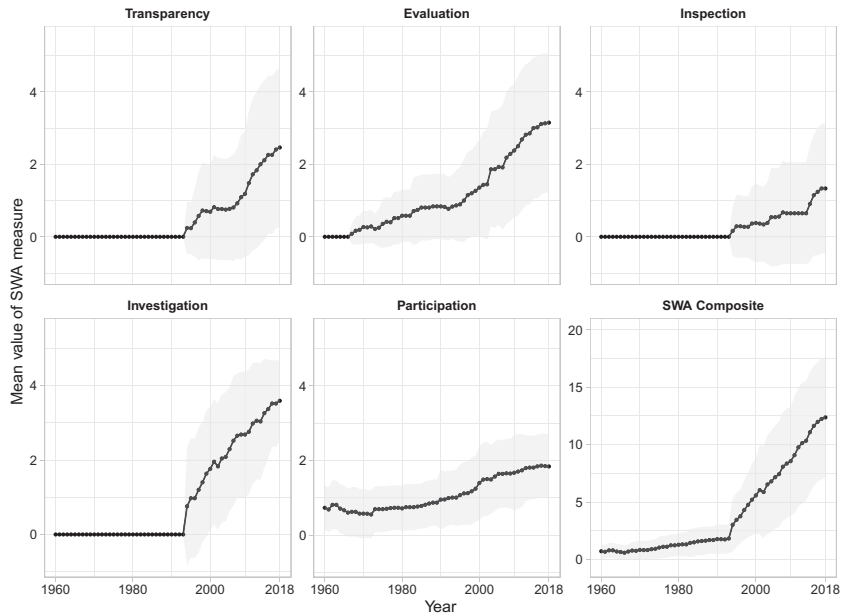 Transparency
Evaluation
Inspection
4
2
0
4
2
0
4
2
0
Mean value of SWA measure
Investigation
Participation
SWA Composite
4
2
0
4
2
0
20
15
10
5
0
1960 1980 2000 2018
1960 1980 2000 2018
1960 1980 2000 2018
Year